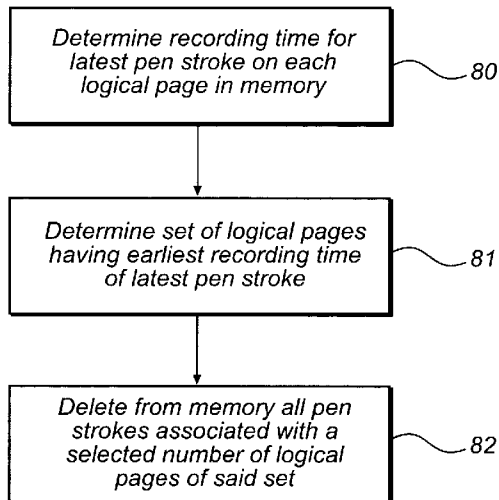 Determine recording time for
latest pen stroke on each
logical page in memory
80
Determine set of logical pages
having earliest recording time
of latest pen stroke
81
Delete from memory all pen
strokes associated with a
selected number of logical
pages of said set
82